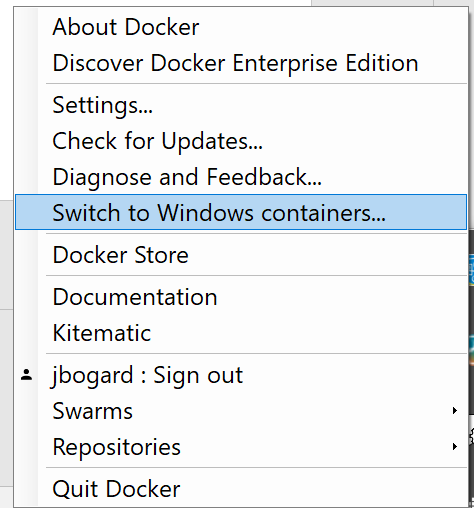 About Docker
Discover Docker Enterprise Edition
Settings...
Check for Updates...
Diagnose and Feedback...
Switch to Windows containers...
Docker Store
Documentation
Kitematic
jbogard : Sign out
Swarms
Repositories
Quit Docker